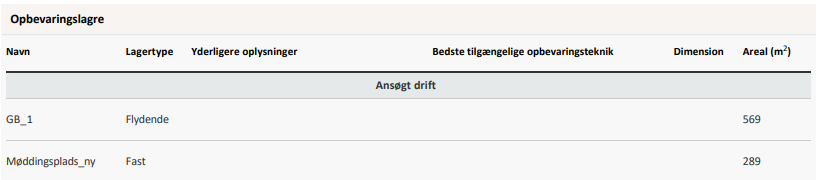 Opbevaringslagre
Navn Lagertype Yderligere oplysninger Bedste tilgængelige opbevaringsteknik Dimension Areal (m²)
Ansøgt drift
GB_1 Flydende 569
Møddingsplads_ny Fast 289